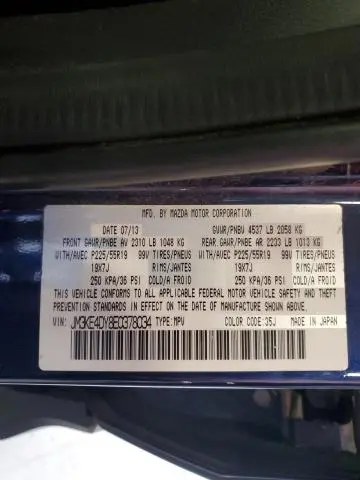 MFD. BY MAZDA MOTOR CORPORATION
DATE 07/13 GVWR/PNBV 4537 LB 2058 KG
FRONT GAWR/PNBE AV 2310 LB 1048 KG REAR GAWR/PNBE AR 2233 LB 1013 KG
WITH/AVEC P225/55R19 99V TIRES/PNEUS WITH/AVEC P225/55R19 99V TIRES/PNEUS
19X7J RIMS/JANTES 19X7J RIMS/JANTES
250 KPA/36 PSI COLD/A FROID 250 KPA/36 PSI COLD/A FROID
THIS VEHICLE CONFORMS TO ALL APPLICABLE FEDERAL MOTOR VEHICLE SAFETY,
BUMPER, AND THEFT PREVENTION
STANDARDS IN EFFECT ON THE DATE OF MANUFACTURE SHOWN ABOVE.
VIN: JM3KE4DY8E0378034 TYPE: MPV COLOR CODE: 35J MADE IN JAPAN